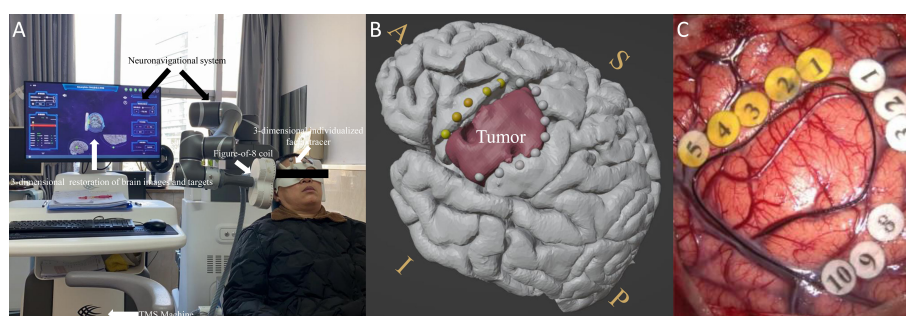 A
Neuronavigational system
3-dimensional individualized
facial tracer
Figure-of-8 coil
3-dimensional restoration of brain images and targets
TMS Machine
B
A
S
Tumor
I
P
C
1
2
3
4
5
1
2
3
8
9
10